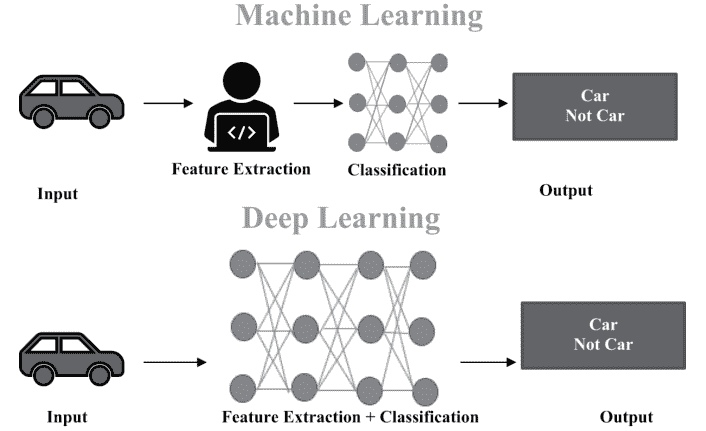 Machine Learning
</>
Car
Not Car
Feature Extraction
Classification
Input
Output
Deep Learning
Car
Not Car
Input
Feature Extraction + Classification
Output